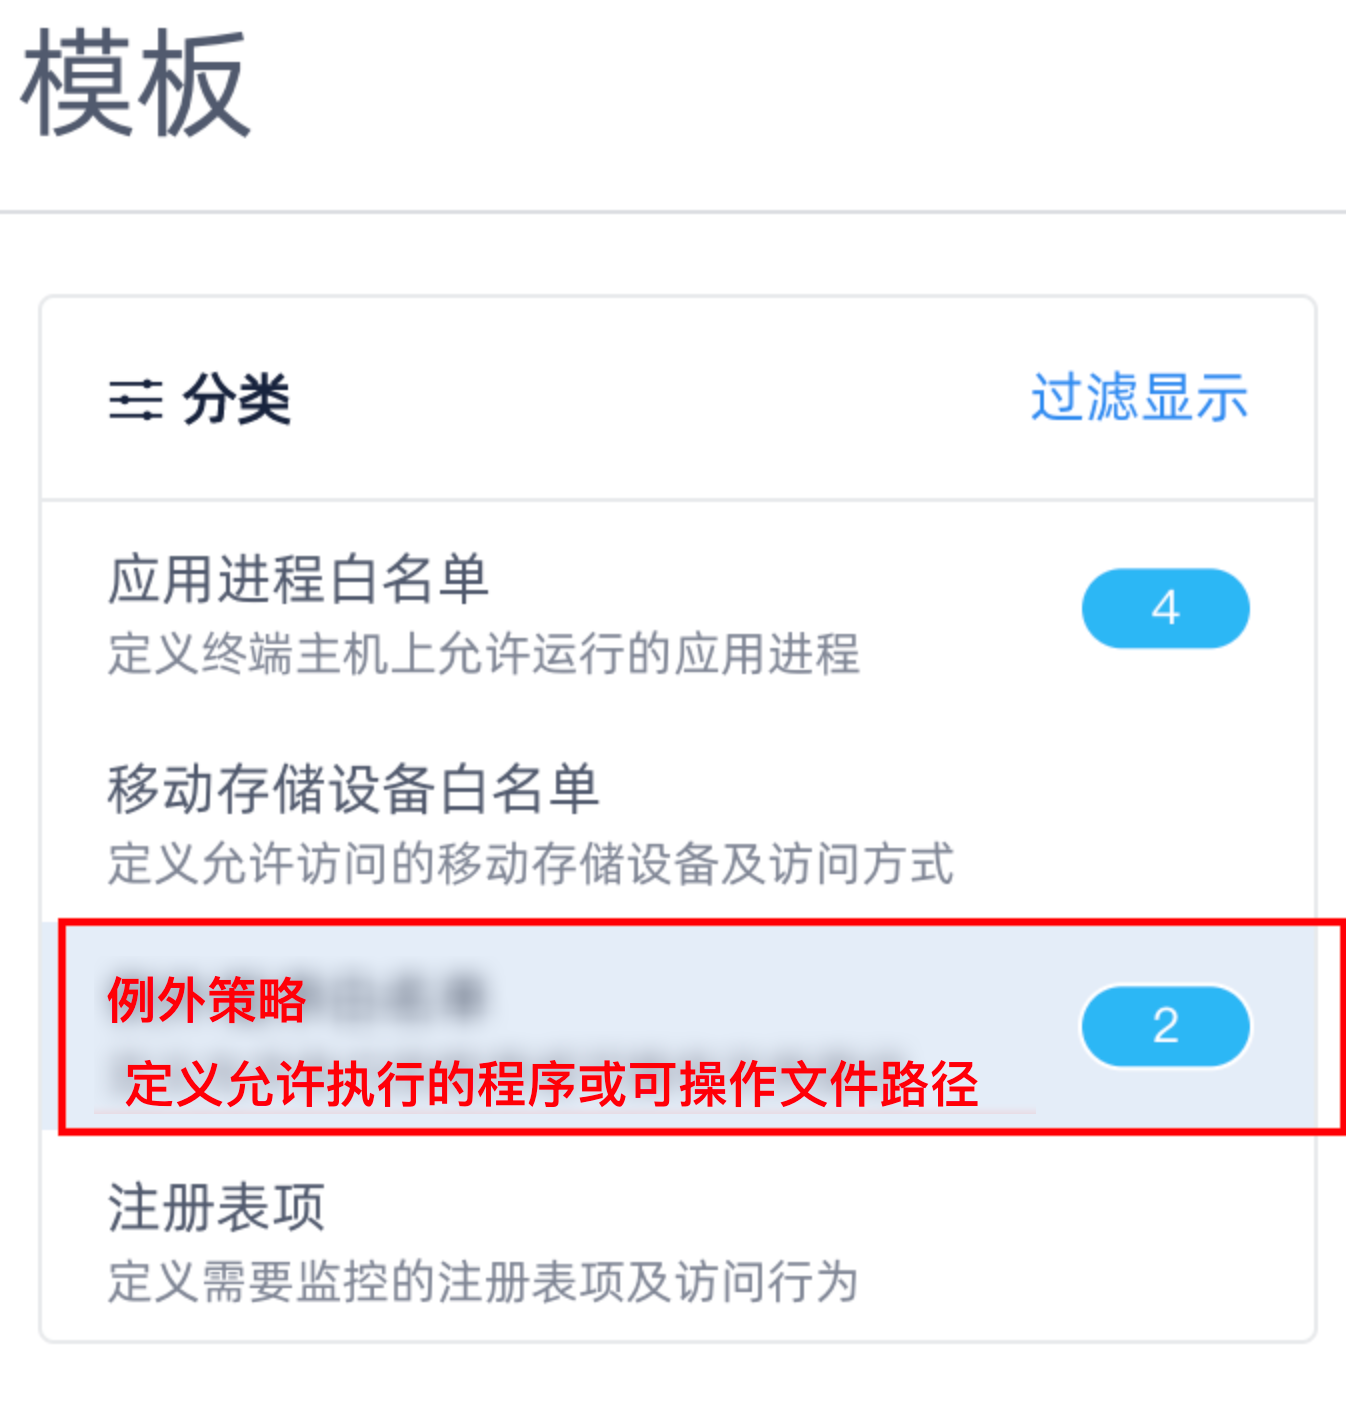 模板
分类
过滤显示
应用进程白名单
4
定义终端主机上允许运行的应用进程
移动存储设备白名单
定义允许访问的移动存储设备及访问方式
例外策略
2
定义允许执行的程序或可操作文件路径
注册表项
定义需要监控的注册表项及访问行为